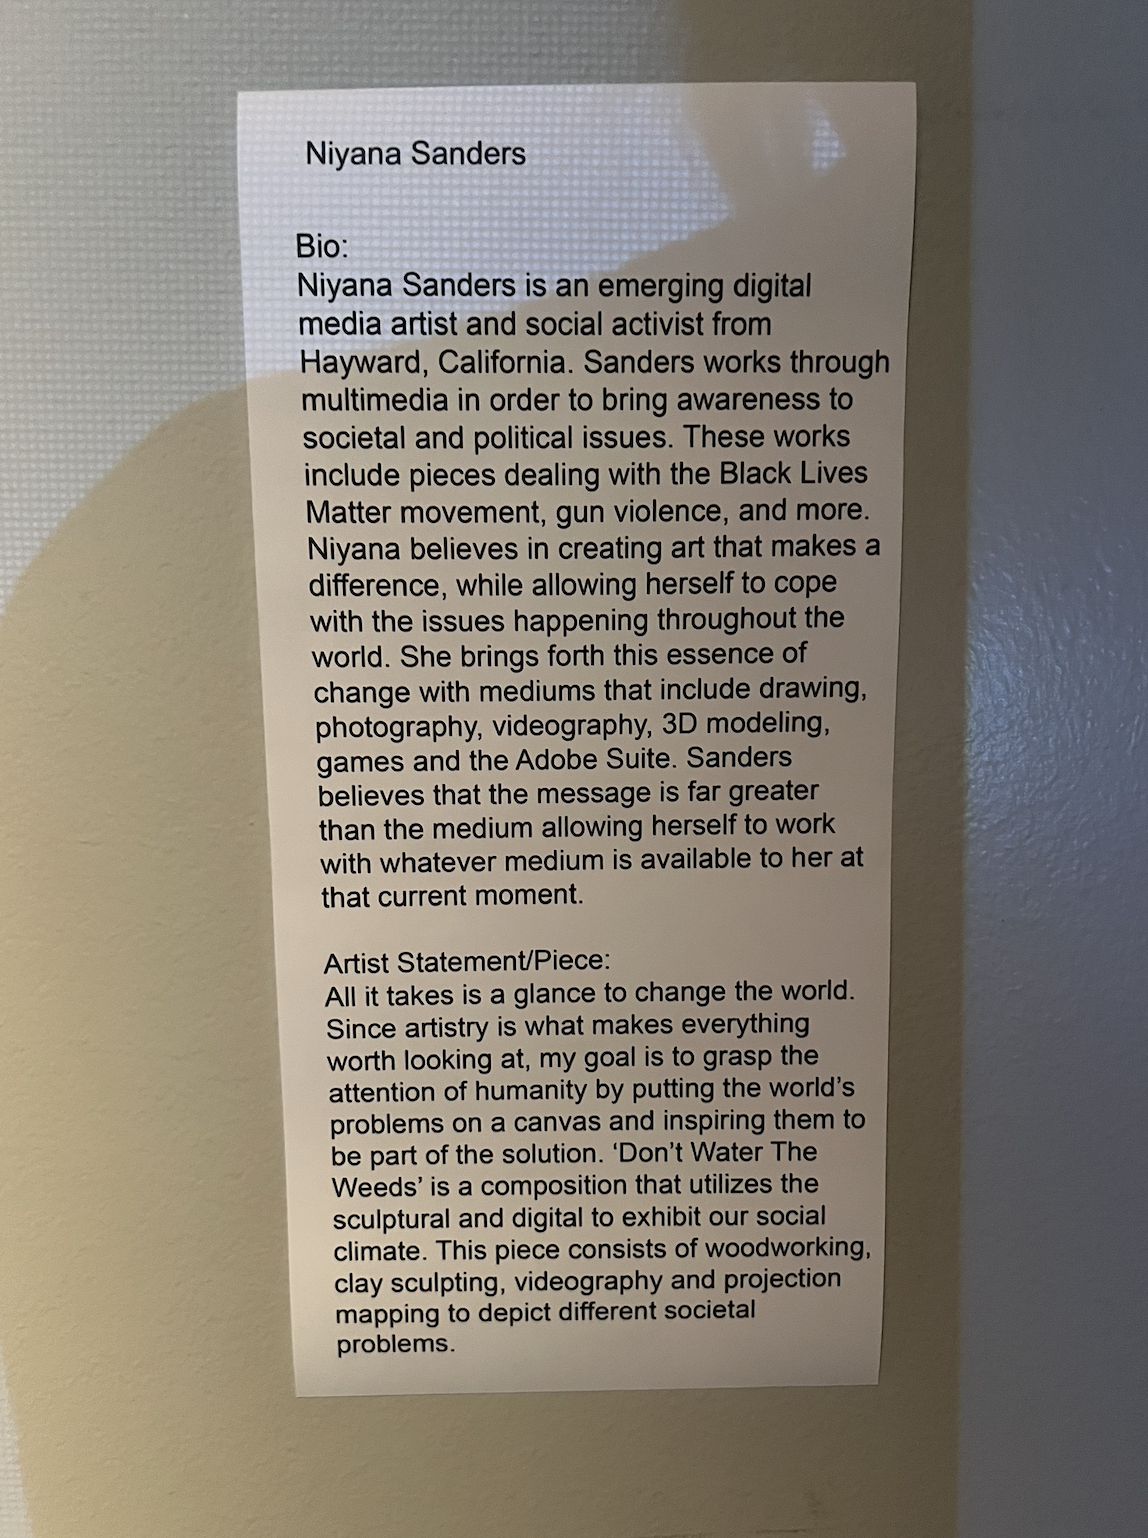 Niyana Sanders
Bio:
Niyana Sanders is an emerging digital
media artist and social activist from
Hayward, California. Sanders works through
multimedia in order to bring awareness to
societal and political issues. These works
include pieces dealing with the Black Lives
Matter movement, gun violence, and more.
Niyana believes in creating art that makes a
difference, while allowing herself to cope
with the issues happening throughout the
world. She brings forth this essence of
change with mediums that include drawing,
photography, videography, 3D modeling,
games and the Adobe Suite. Sanders
believes that the message is far greater
than the medium allowing herself to work
with whatever medium is available to her at
that current moment.
Artist Statement/Piece:
All it takes is a glance to change the world.
Since artistry is what makes everything
worth looking at, my goal is to grasp the
attention of humanity by putting the world’s
problems on a canvas and inspiring them to
be part of the solution. ‘Don’t Water The
Weeds’ is a composition that utilizes the
sculptural and digital to exhibit our social
climate. This piece consists of woodworking,
clay sculpting, videography and projection
mapping to depict different societal
problems.